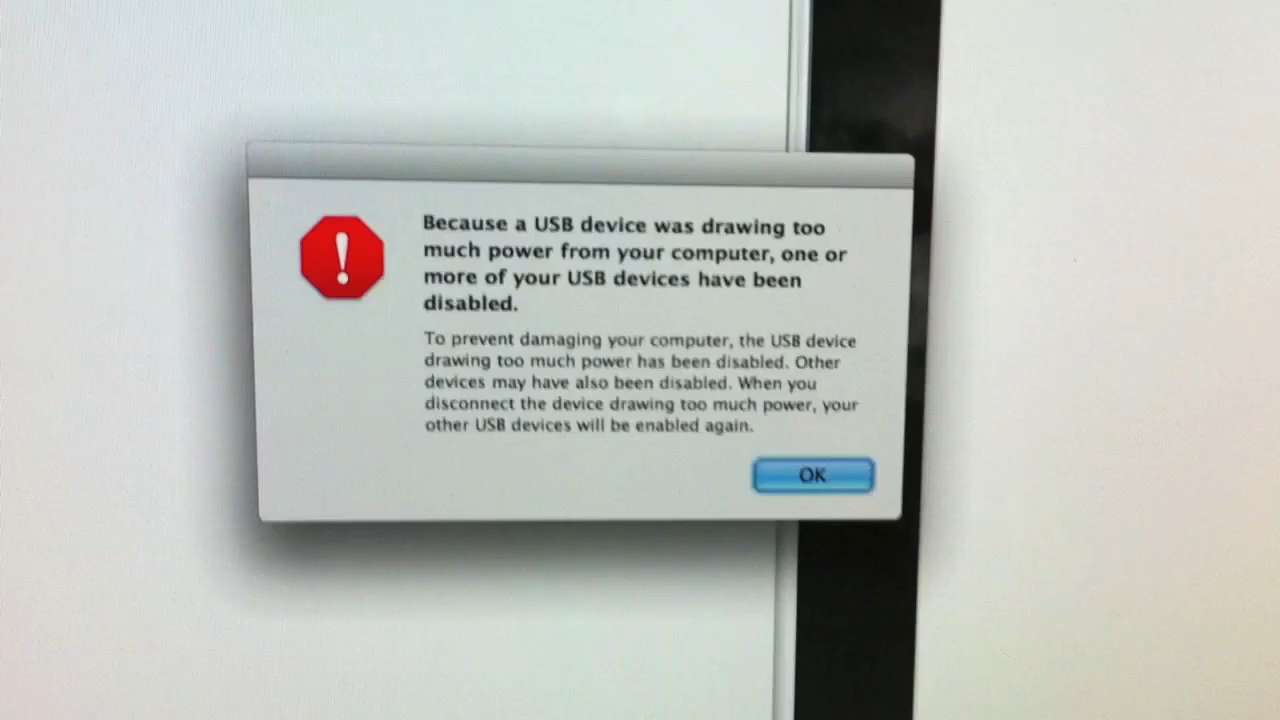 Because a USB device was drawing too
much power from your computer, one or
more of your USB devices have been
disabled.
To prevent damaging your computer, the USB device
drawing too much power has been disabled. Other
devices may have also been disabled. When you
disconnect the device drawing too much power, your
other USB devices will be enabled again.
OK